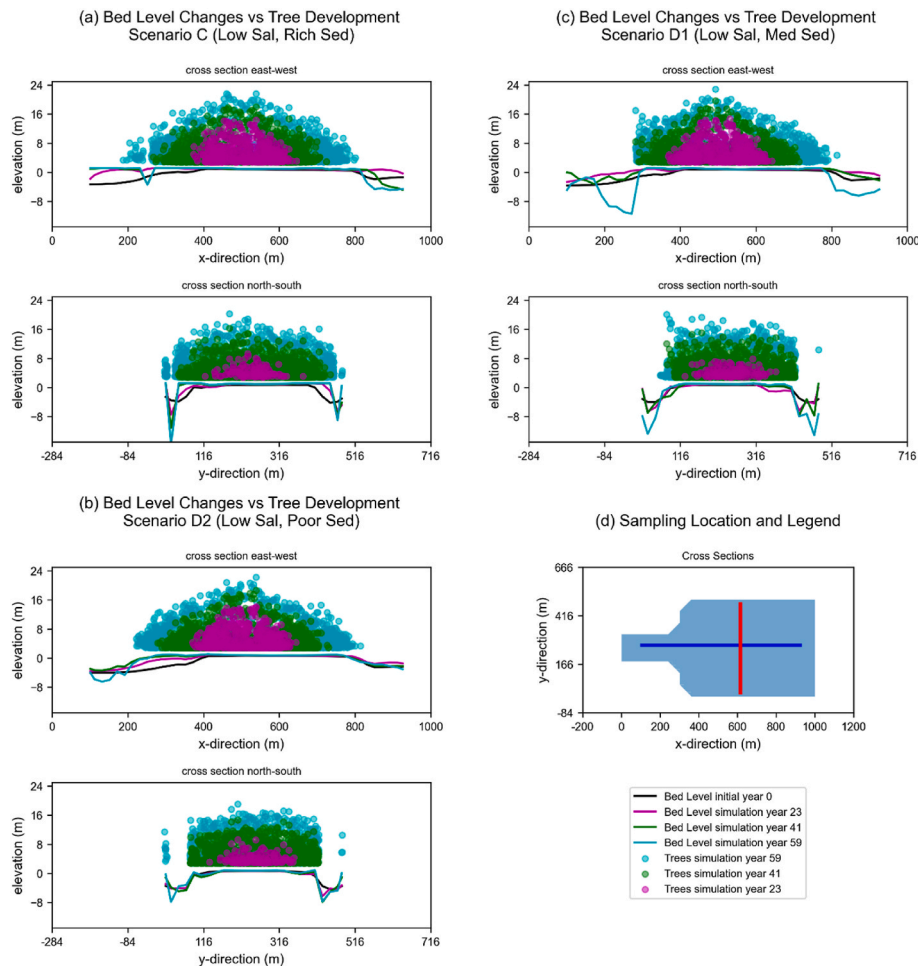 (a) Bed Level Changes vs Tree Development
Scenario C (Low Sal, Rich Sed)
cross section east-west
24
16
8
0
-8
elevation (m)
0 200 400 600 800 1000
x-direction (m)
cross section north-south
24
16
8
0
-8
elevation (m)
-284 -84 116 316 516 716
y-direction (m)
(b) Bed Level Changes vs Tree Development
Scenario D2 (Low Sal, Poor Sed)
cross section east-west
24
16
8
0
-8
elevation (m)
0 200 400 600 800 1000
x-direction (m)
cross section north-south
24
16
8
0
-8
elevation (m)
-284 -84 116 316 516 716
y-direction (m)
(c) Bed Level Changes vs Tree Development
Scenario D1 (Low Sal, Med Sed)
cross section east-west
24
16
8
0
-8
elevation (m)
0 200 400 600 800 1000
x-direction (m)
cross section north-south
24
16
8
0
-8
elevation (m)
-284 -84 116 316 516 716
y-direction (m)
(d) Sampling Location and Legend
Cross Sections
666
416
166
-84
y-direction (m)
-200 0 200 400 600 800 1000 1200
x-direction (m)
Bed Level initial year 0
Bed Level simulation year 23
Bed Level simulation year 41
Bed Level simulation year 59
Trees simulation year 59
Trees simulation year 41
Trees simulation year 23